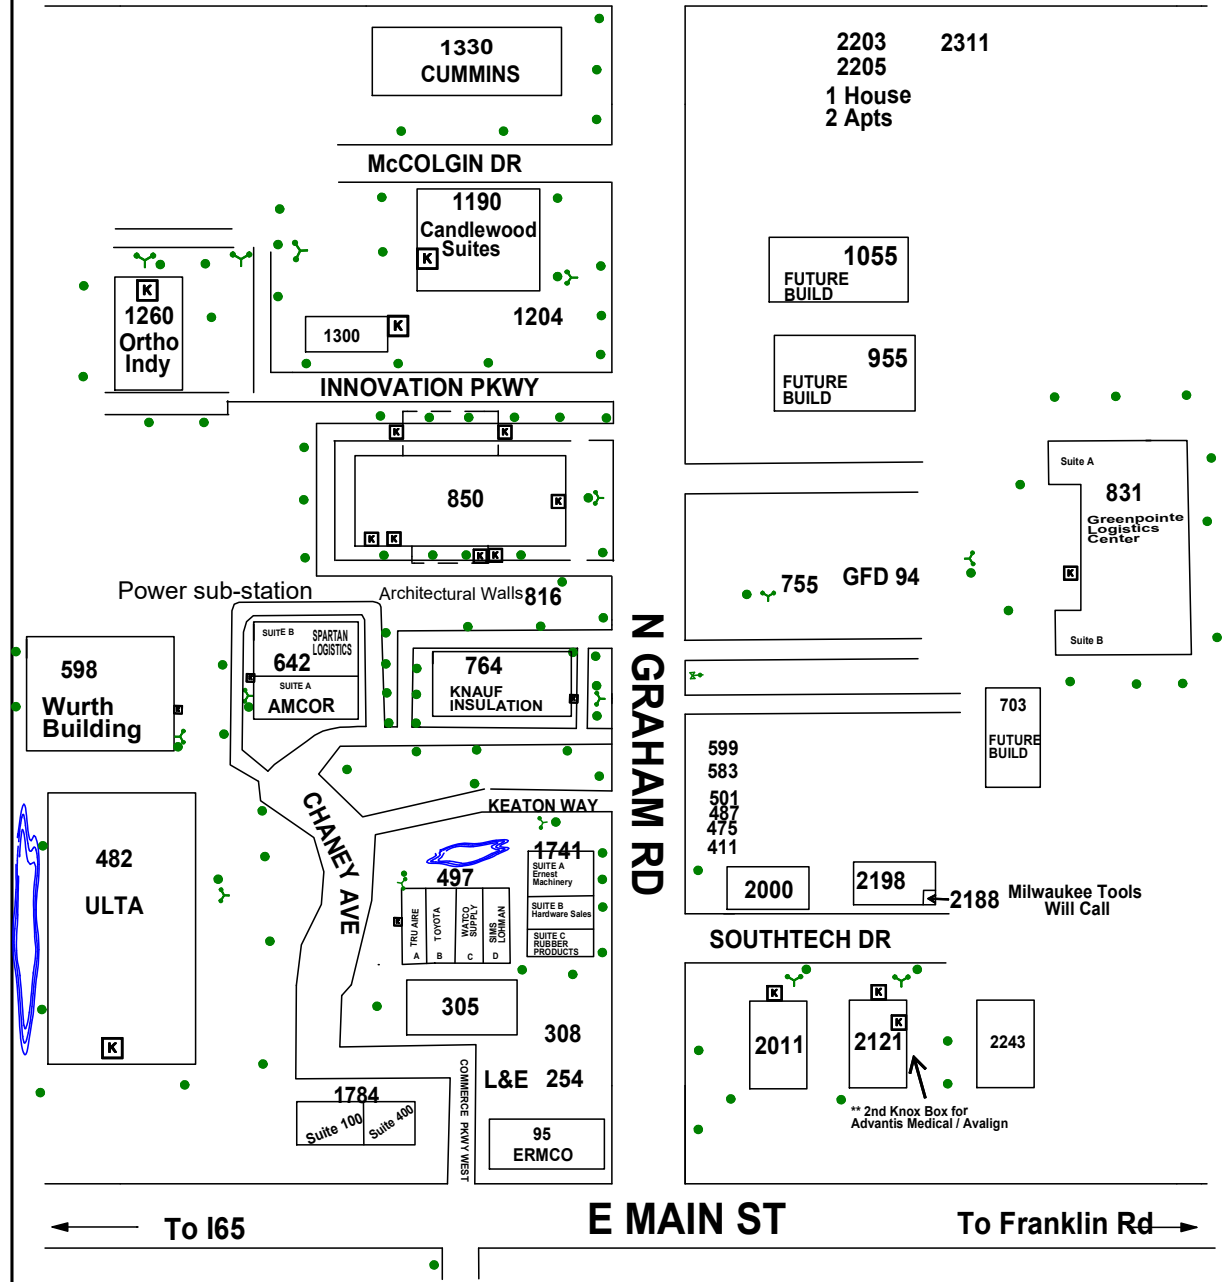 1330
CUMMINS
2203
2311
2205
1 House
2 Apts
McCOLGIN DR
1190
Candlewood
Suites
K
K
1260
Ortho
Indy
1300
K
1204
1055
FUTURE
BUILD
955
FUTURE
BUILD
INNOVATION PKWY
K
K
850
K
K
K
K
K
Suite A
831
Greenpointe
Logistics
Center
K
Suite B
755
GFD 94
Power sub-station
Architectural Walls
816
N GRAHAM RD
598
Wurth
Building
K
SUITE B
SPARTAN
LOGISTICS
642
K
SUITE A
AMCOR
764
KNAUF
INSULATION
K
703
FUTURE
BUILD
599
583
501
487
475
411
KEATON WAY
CHANEY AVE
482
ULTA
K
497
K
TRU AIRE
A
TOYOTA
B
WATCO
SUPPLY
C
SIMS
LOHMAN
D
1741
SUITE A
Ernest
Machinery
SUITE B
Hardware Sales
SUITE C
RUBBER
PRODUCTS
2000
2198
2188
Milwaukee Tools
Will Call
SOUTHTECH DR
305
308
K
2011
K
K
2121
2243
** 2nd Knox Box for
Advantis Medical / Avalign
L&E 254
COMMERCE PKWY WEST
1784
Suite 100
Suite 400
95
ERMCO
E MAIN ST
To I65
To Franklin Rd